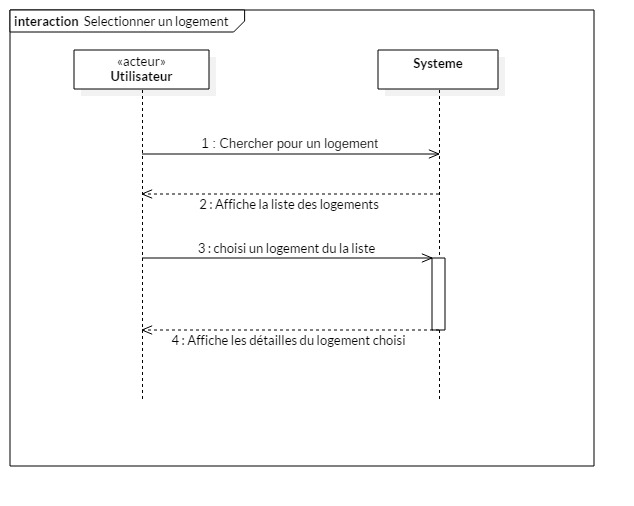 interaction Selectionner un logement
«acteur»
Utilisateur
Systeme
1 : Chercher pour un logement
2 : Affiche la liste des logements
3 : choisi un logement du la liste
4 : Affiche les détailles du logement choisi